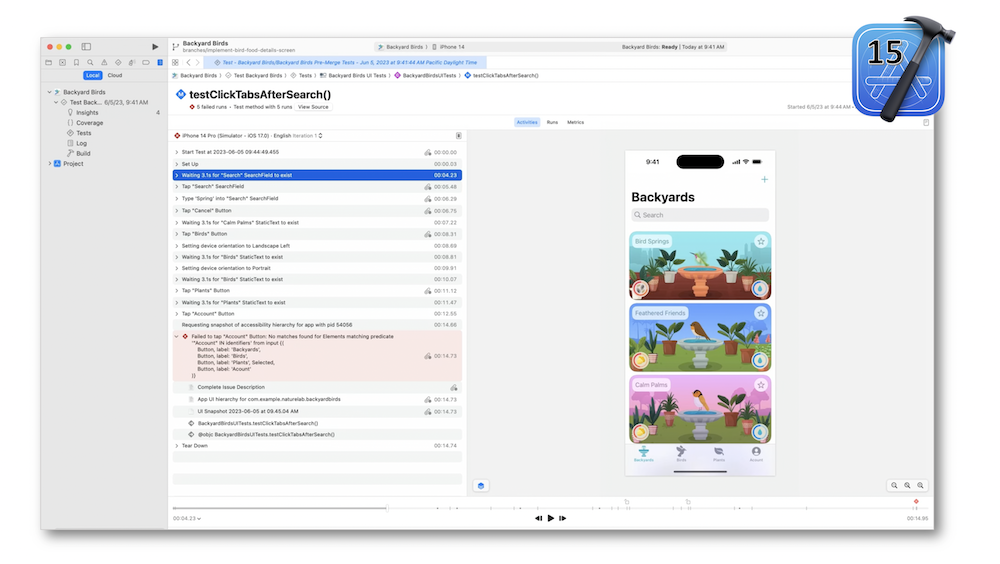 Backyard Birds
branches/implement-bird-food-details-screen
Backyard Birds
iPhone 14
Backyard Birds: Ready | Today at 9:41 AM
15
Local
Cloud
Test - Backyard Birds/Backyard Birds Pre-Merge Tests - Jun 5, 2023 at 9:41:44 AM Pacific Daylight Time
Backyard Birds
Test Backyard Birds
Tests
Backyard Birds UI Tests
BackyardBirdsUITests
testClickTabsAfterSearch()
Backyard Birds
Test Back... 6/5/23, 9:41AM
Insights 4
Coverage
Tests
Log
Build
Project
testClickTabsAfterSearch()
5 failed runs • Test method with 5 runs View Source
Started 6/5/23 at 9:44 AM
Activities Runs Metrics
iPhone 14 Pro (Simulator - iOS 17.0) · English Iteration 1
Start Test at 2023-06-05 09:44:49.455 00:00.00
Set Up 00:00.03
Waiting 3.1s for "Search" SearchField to exist 00:04.23
Tap "Search" SearchField 00:05.46
Type 'Spring' into "Search" SearchField 00:06.29
Tap "Cancel" Button 00:06.75
Waiting 3.1s for "Calm Palms" StaticText to exist 00:07.22
Tap "Birds" Button 00:08.31
Setting device orientation to Landscape Left 00:08.69
Waiting 3.1s for "Birds" StaticText to exist 00:08.81
Setting device orientation to Portrait 00:09.91
Waiting 3.1s for "Birds" StaticText to exist 00:10.07
Tap "Plants" Button 00:11.12
Waiting 3.1s for "Plants" StaticText to exist 00:11.47
Tap "Account" Button 00:12.55
Requesting snapshot of accessibility hierarchy for app with pid 54056 00:14.66
Failed to tap "Account" Button: No matches found for Elements matching predicate
'"Account" IN identifiers' from input {(
Button, label: 'Backyards',
Button, label: 'Birds',
Button, label: 'Plants', Selected,
Button, label: 'Acount'
)}
00:14.73
Complete Issue Description
App UI hierarchy for com.example.naturelab.backyardbirds 00:14.73
UI Snapshot 2023-06-05 at 09.45.04 AM 00:14.73
BackyardBirdsUITests.testClickTabsAfterSearch()
@objc BackyardBirdsUITests.testClickTabsAfterSearch()
Tear Down 00:14.74
9:41
Backyards
Search
Bird Springs
Feathered Friends
Calm Palms
Backyards
Birds
Plants
Acount
00:04.23
00:14.95